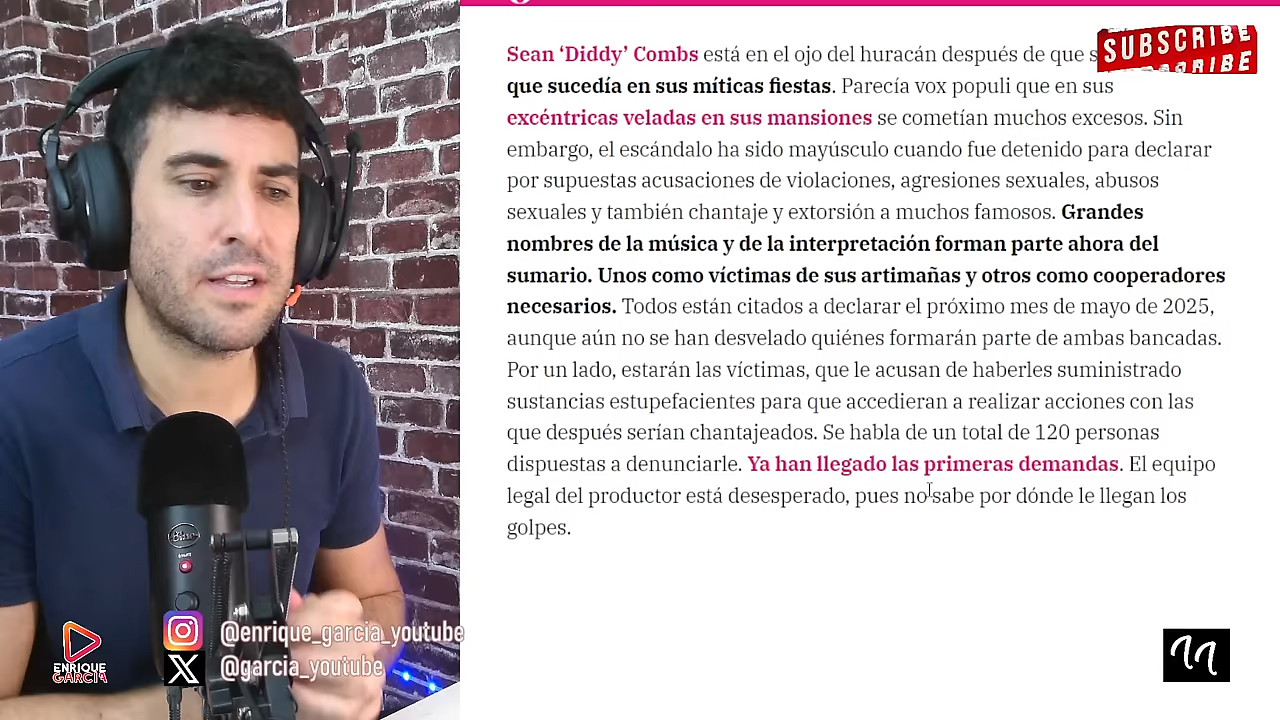 Sean ‘Diddy’ Combs está en el ojo del huracán después de que
que sucedía en sus míticas fiestas. Parecía vox populi que en sus
excéntricas veladas en sus mansiones se cometían muchos excesos. Sin
embargo, el escándalo ha sido mayúsculo cuando fue detenido para declarar
por supuestas acusaciones de violaciones, agresiones sexuales, abusos
sexuales y también chantaje y extorsión a muchos famosos. Grandes
nombres de la música y de la interpretación forman parte ahora del
sumario. Unos como víctimas de sus artimañas y otros como cooperadores
necesarios. Todos están citados a declarar el próximo mes de mayo de 2025,
aunque aún no se han desvelado quiénes formarán parte de ambas bancadas.
Por un lado, estarán las víctimas, que le acusan de haberles suministrado
sustancias estupefacientes para que accedieran a realizar acciones con las
que después serían chantajeados. Se habla de un total de 120 personas
dispuestas a denunciarle. Ya han llegado las primeras demandas. El equipo
legal del productor está desesperado, pues no sabe por dónde le llegan los
golpes.
SUBSCRIBE
Blue
@enrique_garcia_youtube
@garcia_youtube
ENRIQUE
GARCIA